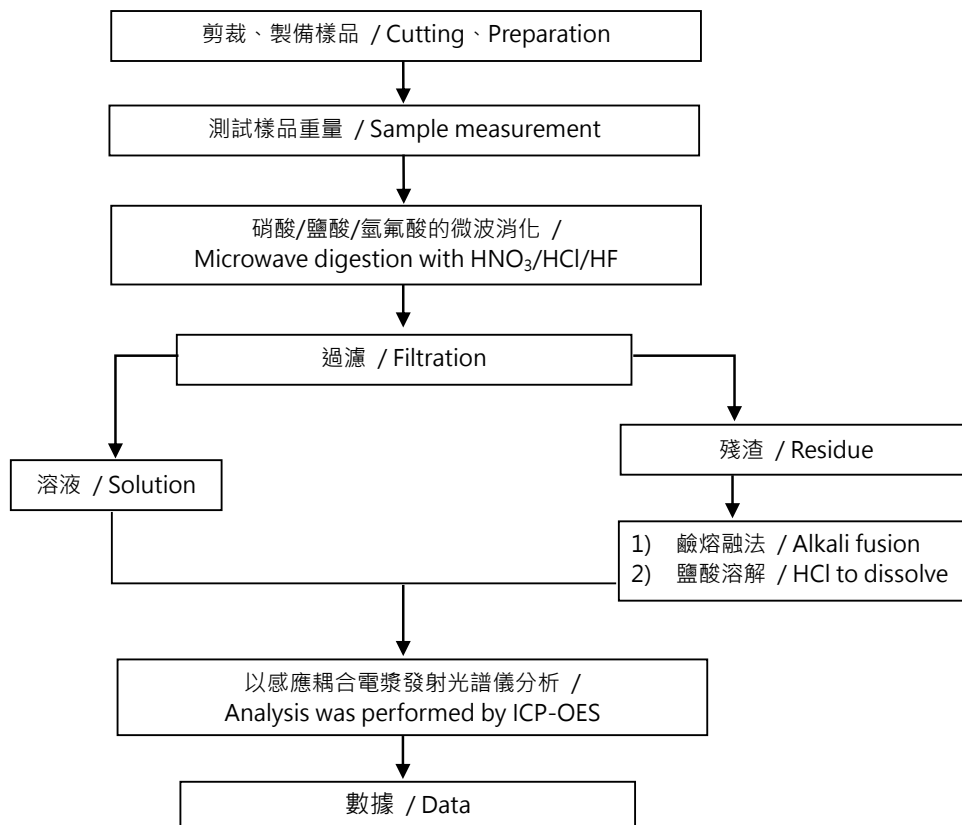 剪裁、製備樣品 / Cutting、Preparation
測試樣品重量 / Sample measurement
硝酸/鹽酸/氫氟酸的微波消化 /
Microwave digestion with HNO₃/HCl/HF
過濾 / Filtration
溶液 / Solution
殘渣 / Residue
1) 鹼熔融法 / Alkali fusion
2) 鹽酸溶解 / HCl to dissolve
以感應耦合電漿發射光譜儀分析 /
Analysis was performed by ICP-OES
數據 / Data